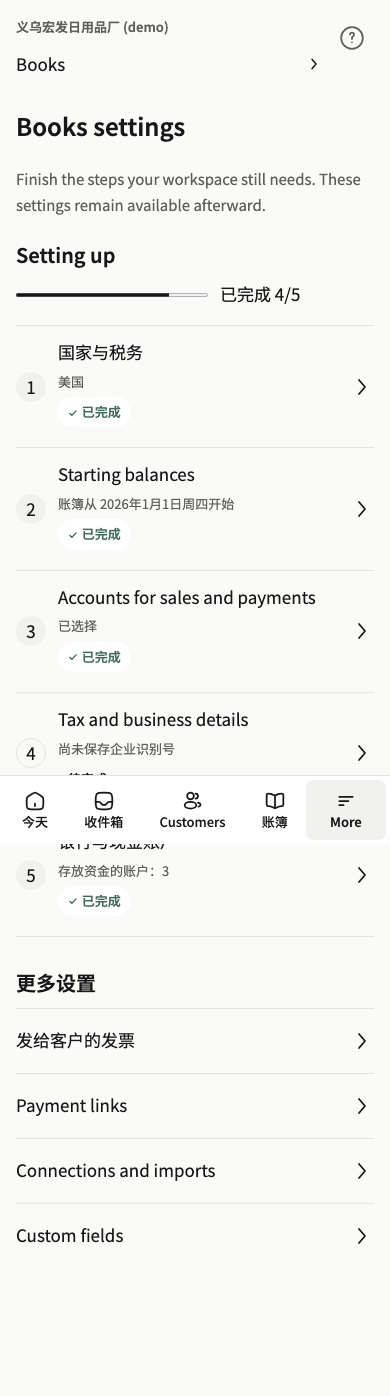 义乌宏发日用品厂 (demo)
Books
Books settings
Finish the steps your workspace still needs. These
settings remain available afterward.
Setting up
已完成 4/5
国家与税务
1
美国
已完成
Starting balances
2
账簿从 2026年1月1日周四开始
已完成
Accounts for sales and payments
3
已选择
已完成
Tax and business details
4
尚未保存企业识别号
今天
收件箱
Customers
账簿
More
5
存放资金的账户：3
已完成
更多设置
发给客户的发票
Payment links
Connections and imports
Custom fields